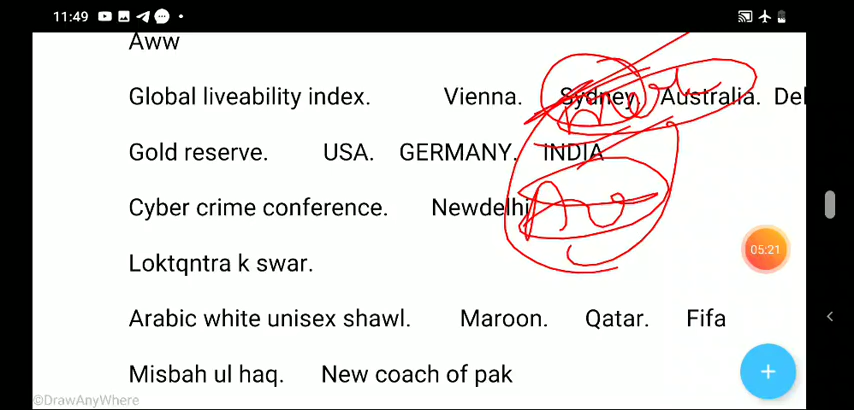 11:49
Aww
Global liveability index. Vienna. Sydney. Australia. Del
Gold reserve. USA. GERMANY. INDIA
Cyber crime conference. Newdelhi
05:21
Loktqntra k swar.
Arabic white unisex shawl. Maroon. Qatar. Fifa
Misbah ul haq. New coach of pak
©DrawAnyWhere